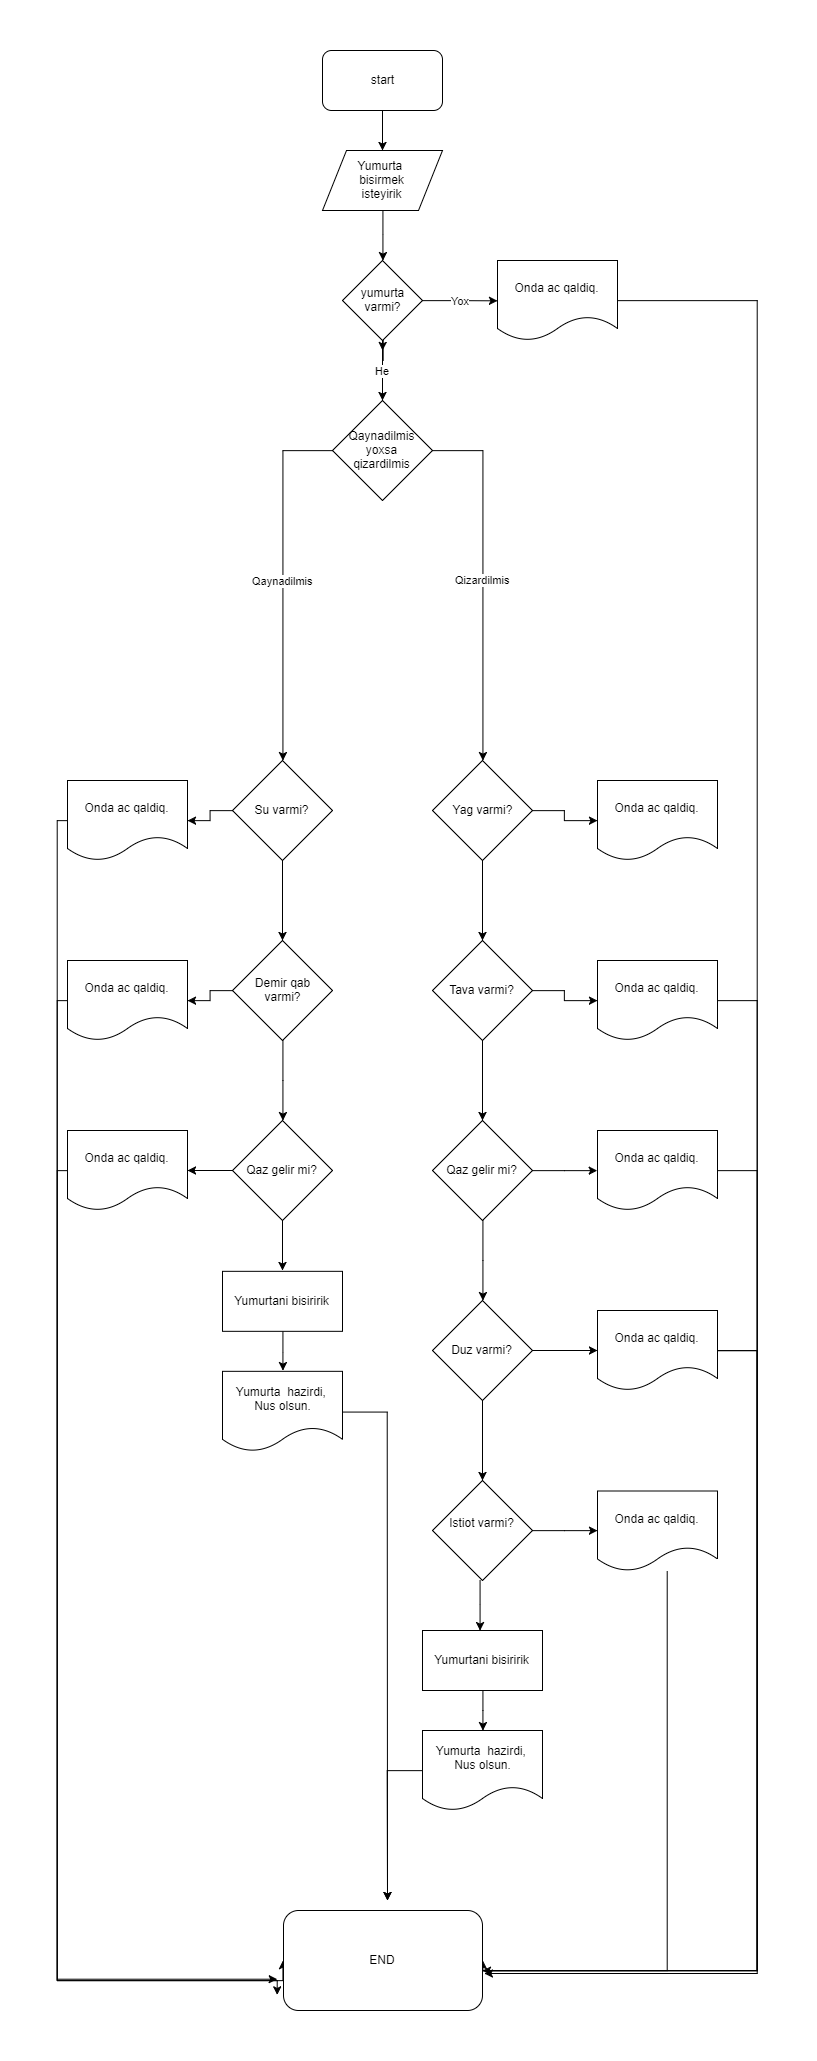 start
Yumurta
bisirmek
isteyirik
yumurta
varmi?
Yox
Onda ac qaldiq.
He
Qaynadilmis
yoxsa
qizardilmis
Qaynadilmis
Qizardilmis
Onda ac qaldiq.
Su varmi?
Yag varmi?
Onda ac qaldiq.
Onda ac qaldiq.
Demir qab
varmi?
Tava varmi?
Onda ac qaldiq.
Onda ac qaldiq.
Qaz gelir mi?
Qaz gelir mi?
Onda ac qaldiq.
Yumurtani bisiririk
Duz varmi?
Onda ac qaldiq.
Yumurta  hazirdi,
Nus olsun.
Istiot varmi?
Onda ac qaldiq.
Yumurtani bisiririk
Yumurta  hazirdi,
Nus olsun.
END